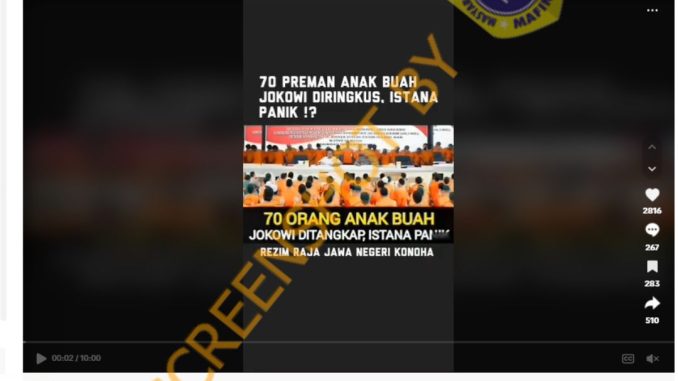 MAFIN
70 PREMAN ANAK BUAH
JOKOWI DIRINGKUS, ISTANA
PANIK !?
70 ORANG ANAK BUAH
JOKOWI DITANGKAP, ISTANA PANIK
REZIM RAJA JAWA NEGERI KONOHA
SCREENSHOT BY
2816
267
283
510
00:02 / 10:00
CC